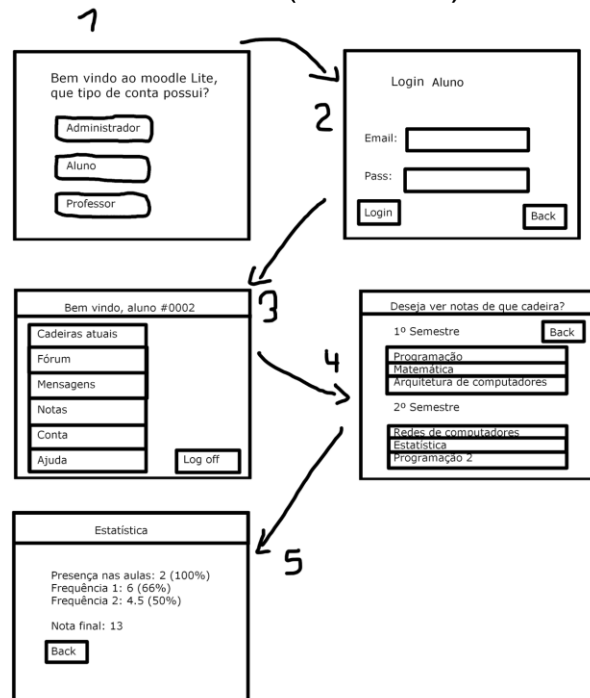 1
Bem vindo ao moodle Lite,
que tipo de conta possui?
Administrador
Aluno
Professor
2
Login Aluno
Email:
Pass:
Login
Back
3
Bem vindo, aluno #0002
Cadeiras atuais
Fórum
Mensagens
Notas
Conta
Ajuda
Log off
4
Deseja ver notas de que cadeira?
1º Semestre
Back
Programação
Matemática
Arquitetura de computadores
2º Semestre
Redes de computadores
Estatística
Programação 2
5
Estatística
Presença nas aulas: 2 (100%)
Frequência 1: 6 (66%)
Frequência 2: 4.5 (50%)
Nota final: 13
Back